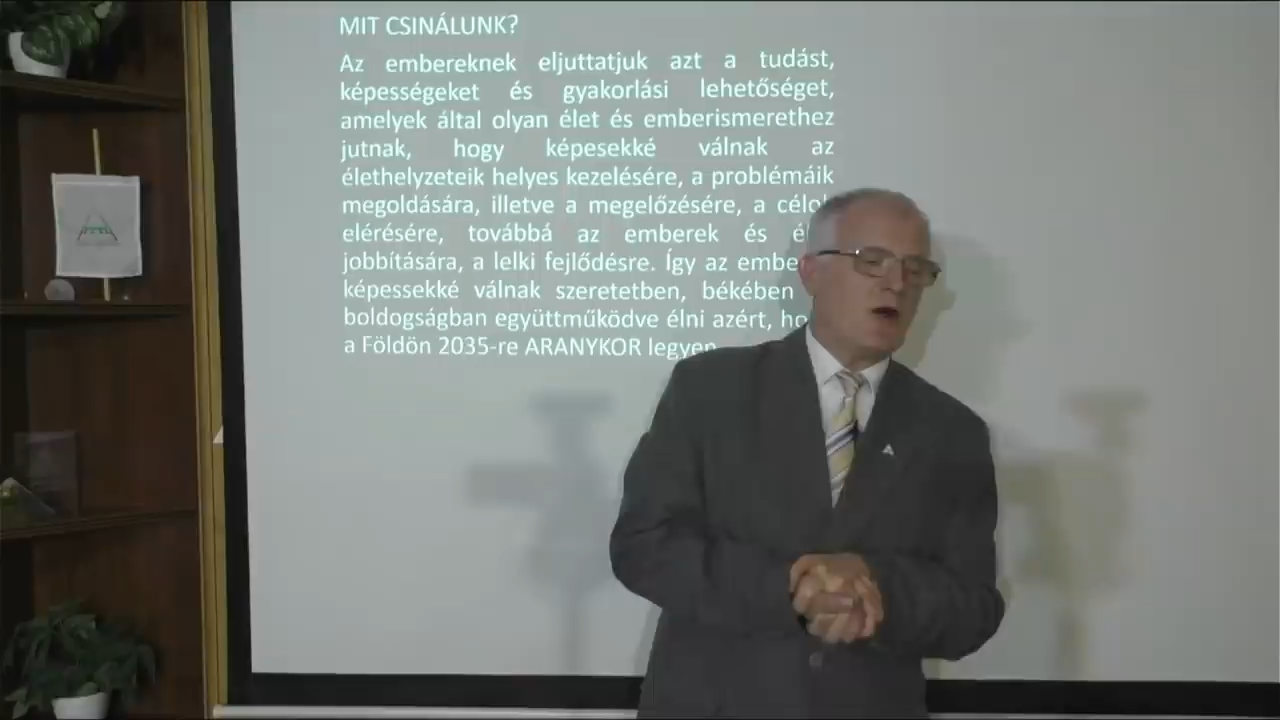 MIT CSINÁLUNK?
Az embereknek eljuttatjuk azt a tudást,
képességeket és gyakorlási lehetőséget,
amelyek által olyan élet és emberismerethez
jutnak, hogy képesekké válnak az
élethelyzeteik helyes kezelésére, a problémáik
megoldására, illetve a megelőzésére, a
elérésére, továbbá az emberek és
jobbítására, a lelki fejlődésre. Így az
képessekké válnak szeretetben, békében
boldogságban együttműködve élni azért,
a Földön 2035-re ARANYKOR legyen